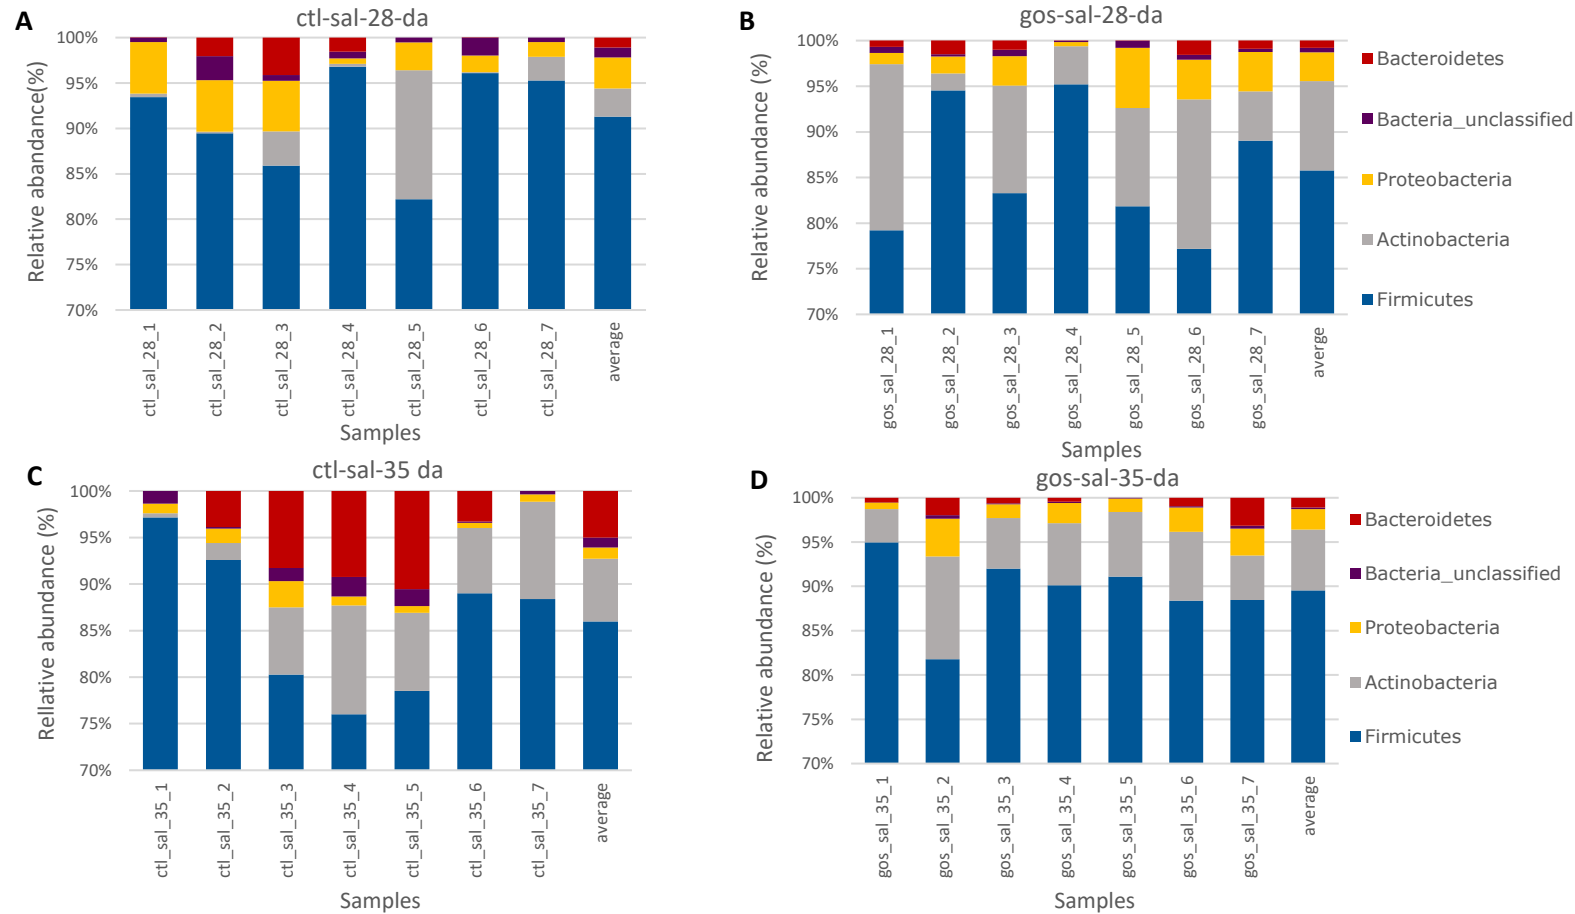 A
ctl-sal-28-da
Relative abandance(%)
100%
95%
90%
85%
80%
75%
70%
ctl_sal_28_1
ctl_sal_28_2
ctl_sal_28_3
ctl_sal_28_4
ctl_sal_28_5
ctl_sal_28_6
ctl_sal_28_7
average
Samples
B
gos-sal-28-da
Relative abundance (%)
100%
95%
90%
85%
80%
75%
70%
gos_sal_28_1
gos_sal_28_2
gos_sal_28_3
gos_sal_28_4
gos_sal_28_5
gos_sal_28_6
gos_sal_28_7
averge
Samples
Bacteroidetes
Bacteria_unclassified
Proteobacteria
Actinobacteria
Firmicutes
C
ctl-sal-35 da
Rellative abundance (%)
100%
95%
90%
85%
80%
75%
70%
ctl_sal_35_1
ctl_sal_35_2
ctl_sal_35_3
ctl_sal_35_4
ctl_sal_35_5
ctl_sal_35_6
ctl_sal_35_7
average
Samples
D
gos-sal-35-da
Relative abundance (%)
100%
95%
90%
85%
80%
75%
70%
gos_sal_35_1
gos_sal_35_2
gos_sal_35_3
gos_sal_35_4
gos_sal_35_5
gos_sal_35_6
gos_sal_35_7
average
Samples
Bacteroidetes
Bacteria_unclassified
Proteobacteria
Actinobacteria
Firmicutes